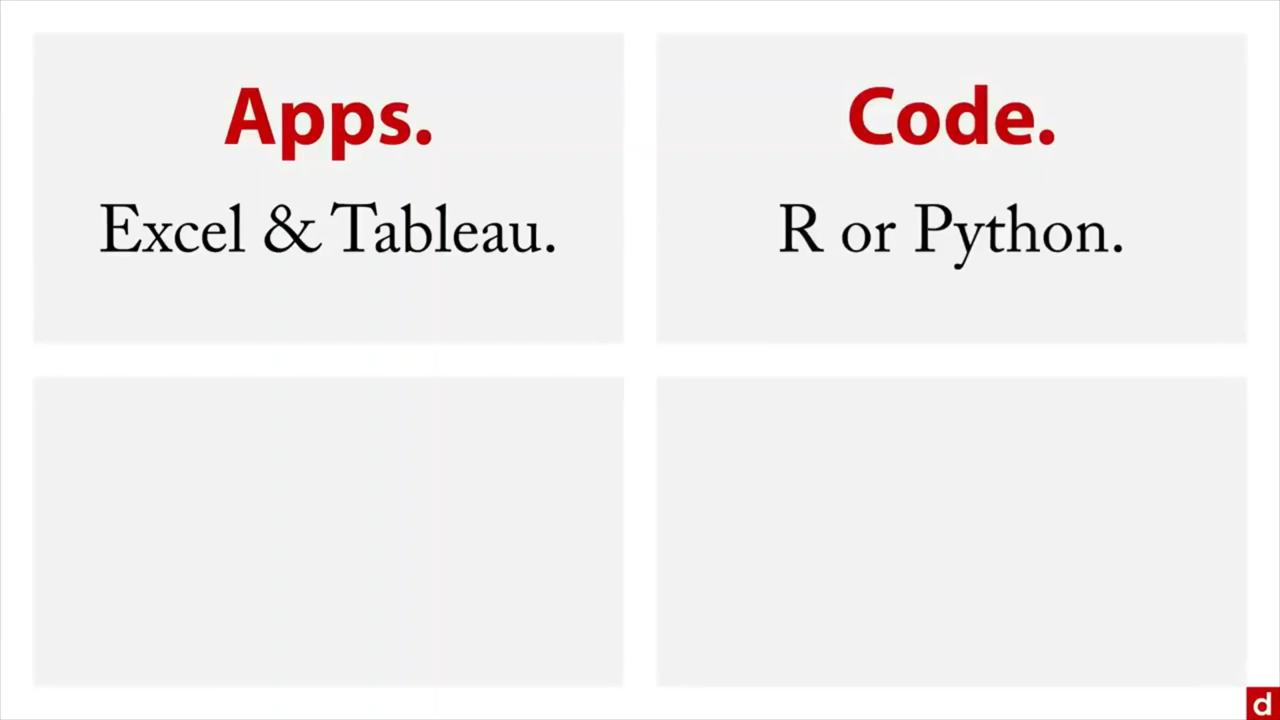 Apps.
Excel & Tableau.
Code.
R or Python.
d